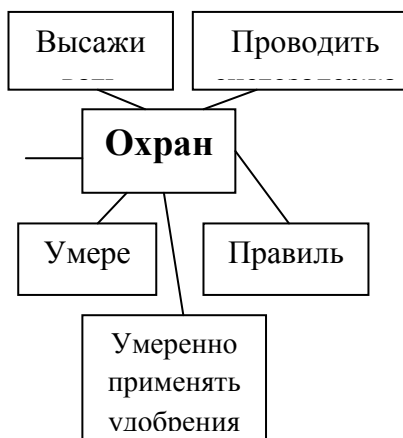 Высажи
Проводить
Охран
Умере
Правиль
Умеренно
применять
удобрения